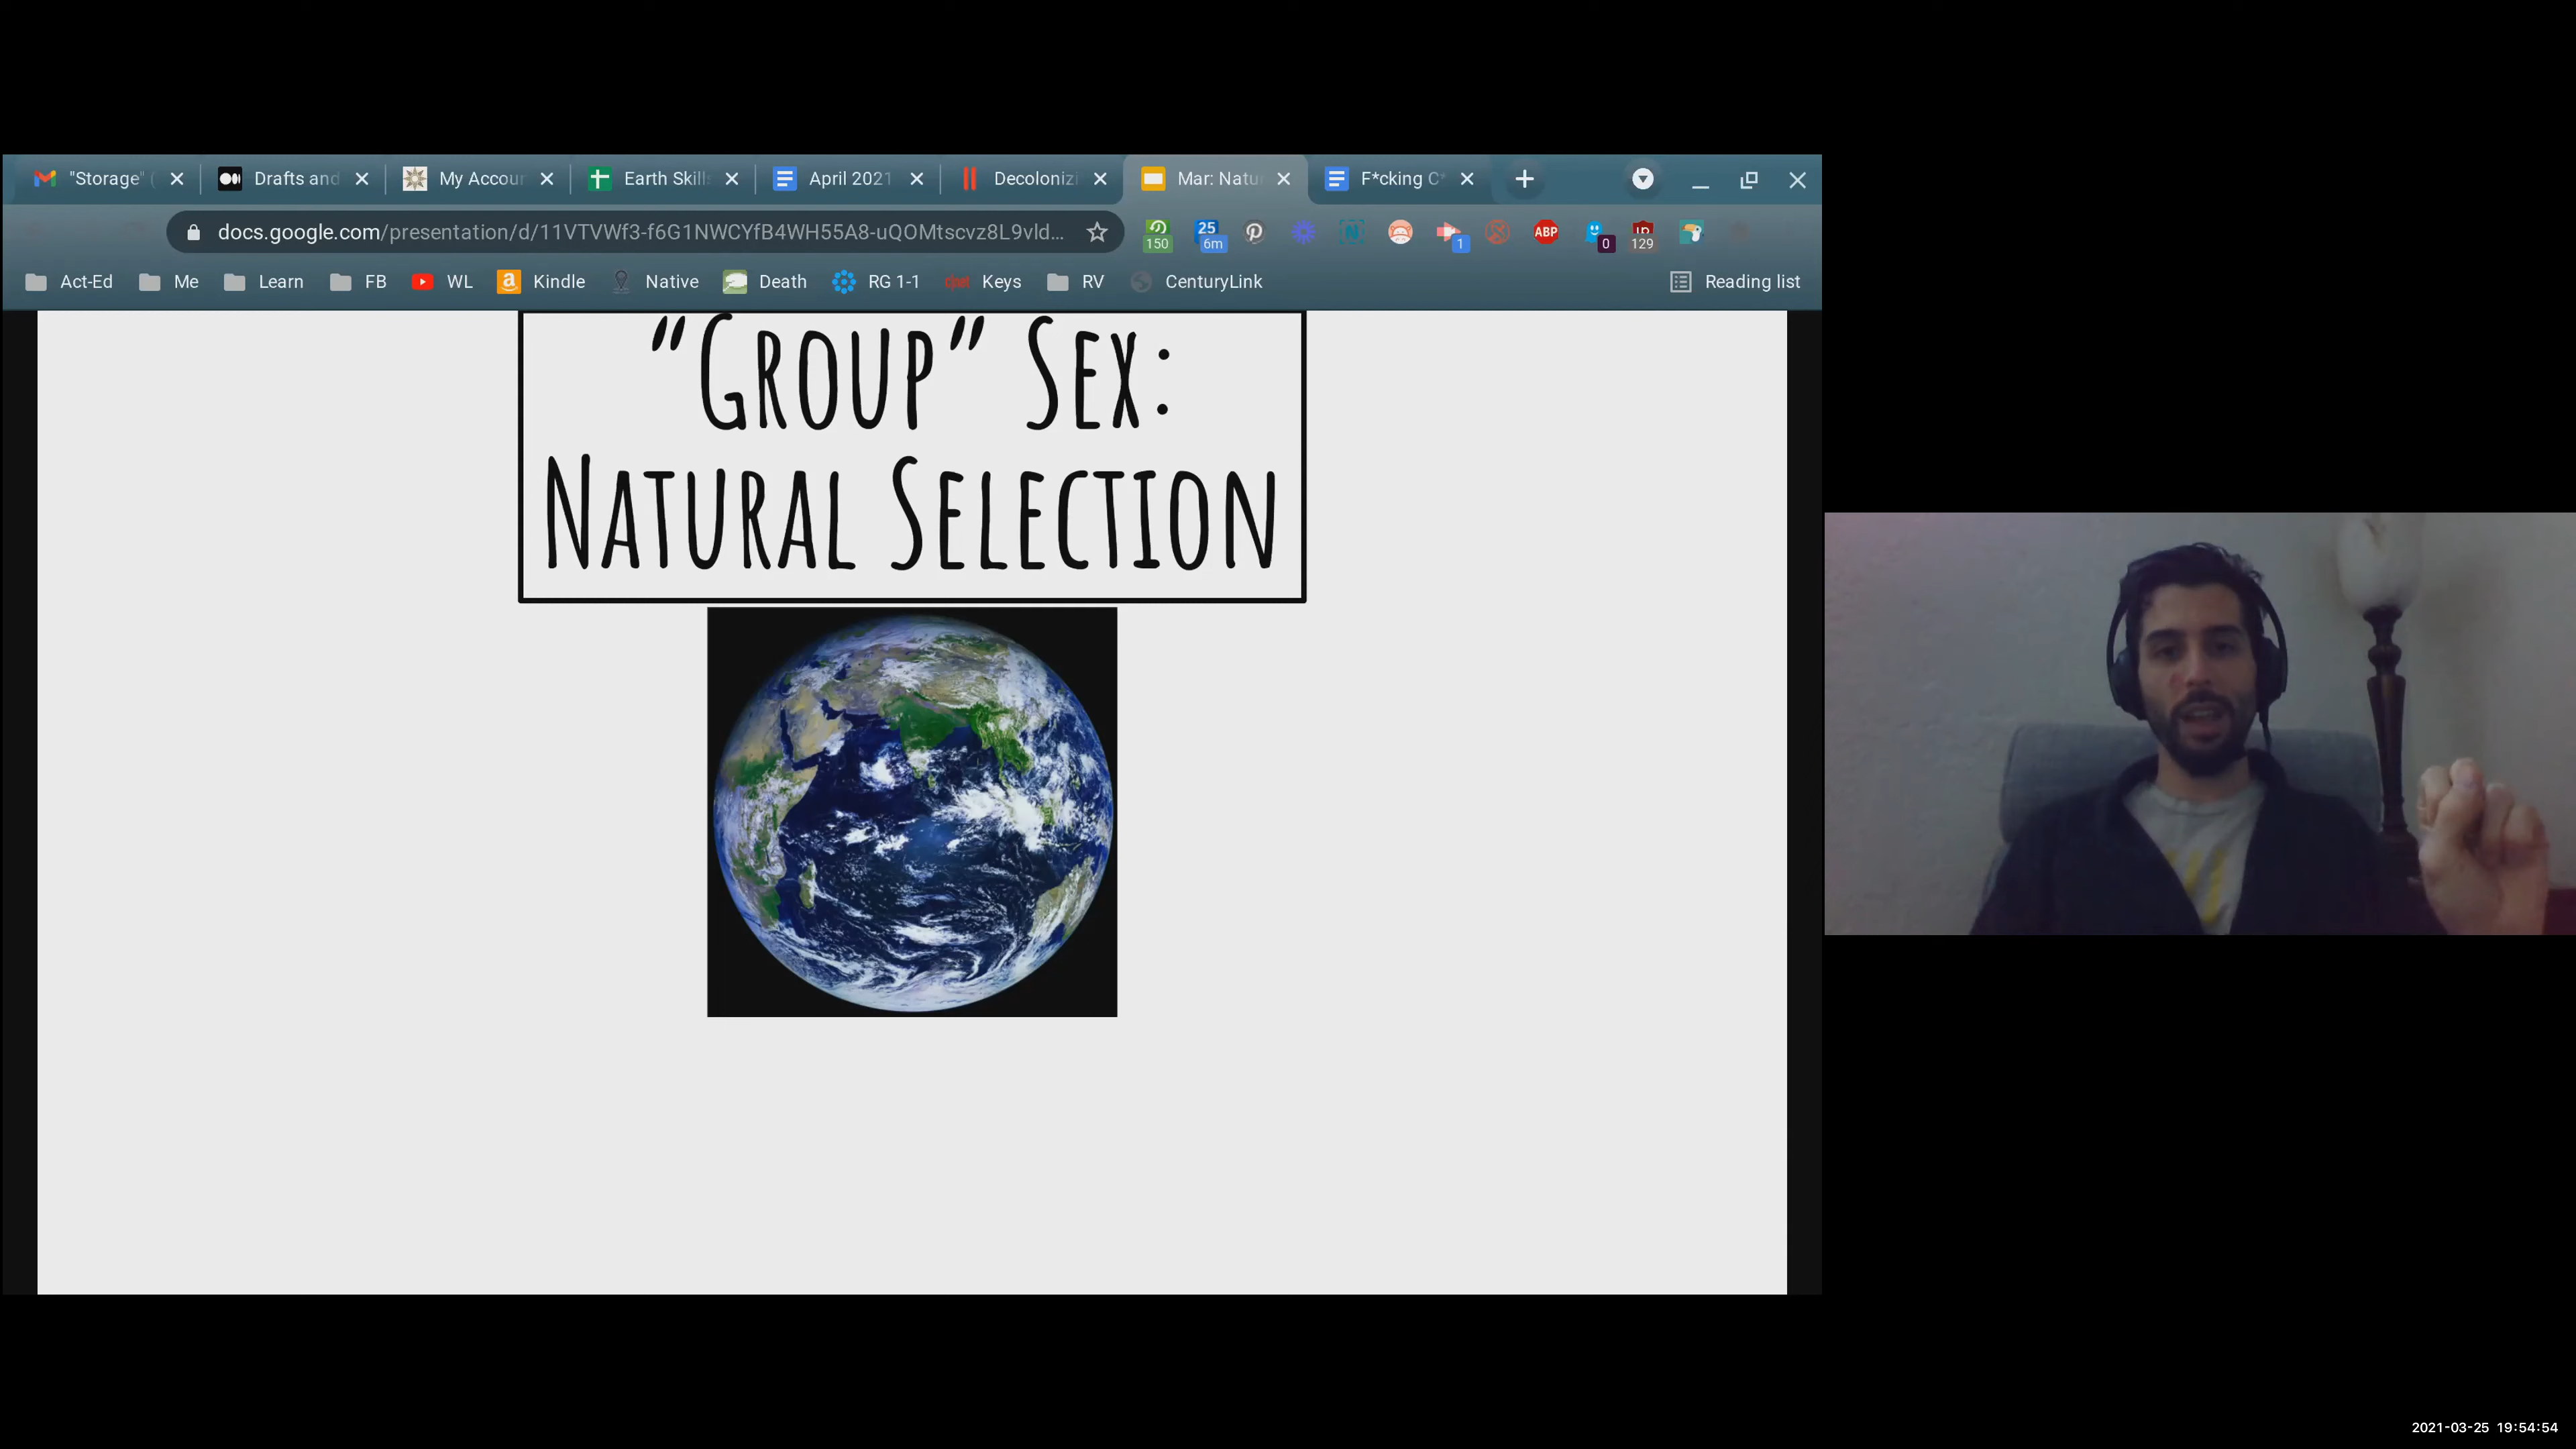 "Storage" (
Drafts and
My Accour
Earth Skill
April 2021
Decolonizi
Mar: Natu
F*cking C*
docs.google.com/presentation/d/11VTVWf3-f6G1NWCYfB4WH55A8-uQOMtscvz8L9vld...
150
25
6m
1
ABP
0
129
Act-Ed
Me
Learn
FB
WL
Kindle
Native
Death
RG 1-1
Keys
RV
CenturyLink
Reading list
“GROUP” SEX:
NATURAL SELECTION
2021-03-25 19:54:54